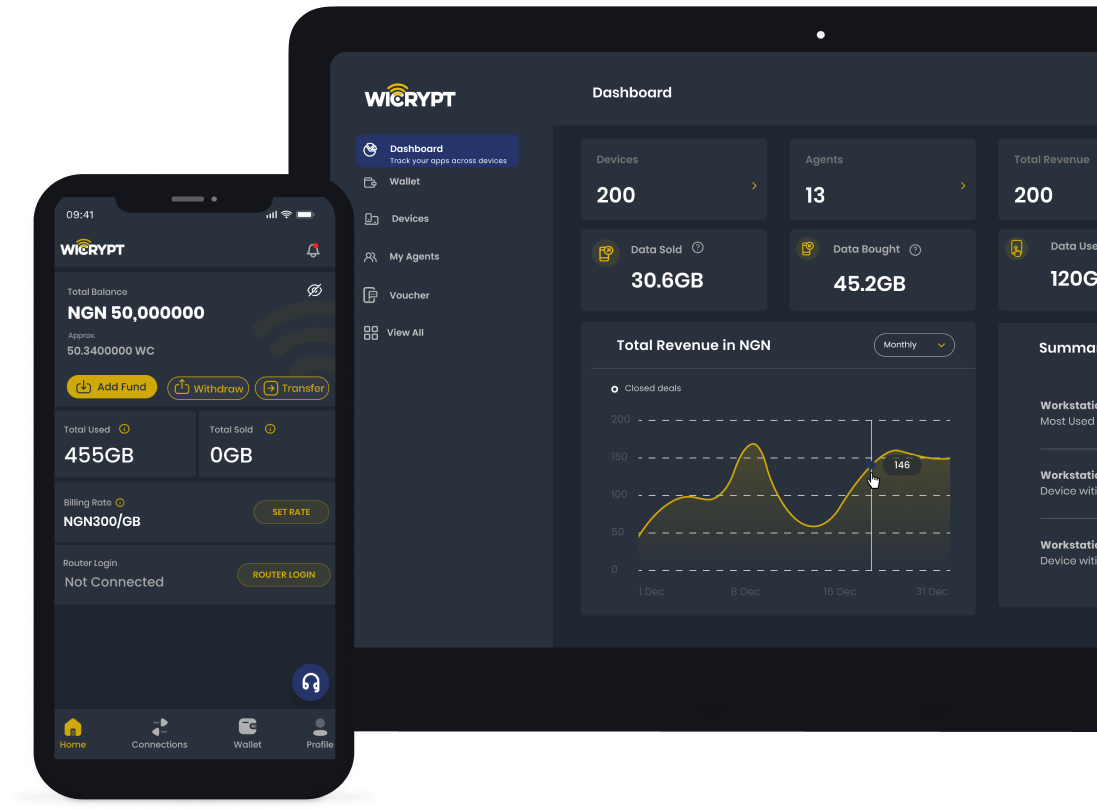 09:41
WICRYPT
Total Balance
NGN 50,000000
Approx.
50.3400000 WC
Add Fund
Withdraw
Transfer
Total Used
455GB
Total Sold
0GB
Billing Rate
NGN300/GB
SET RATE
Router Login
Not Connected
ROUTER LOGIN
Home
Connections
Wallet
Profile
WICRYPT
Dashboard
Track your apps across devices
Wallet
Devices
My Agents
Voucher
View All
Dashboard
Devices
200
Agents
13
Total Revenue
200
Data Sold
30.6GB
Data Bought
45.2GB
Data Use
120G
Total Revenue in NGN
Monthly
Closed deals
200
150
100
50
0
146
1 Dec
8 Dec
16 Dec
31 Dec
Summa
Workstatio
Most Used
Workstatio
Device witi
Workstatio
Device witi